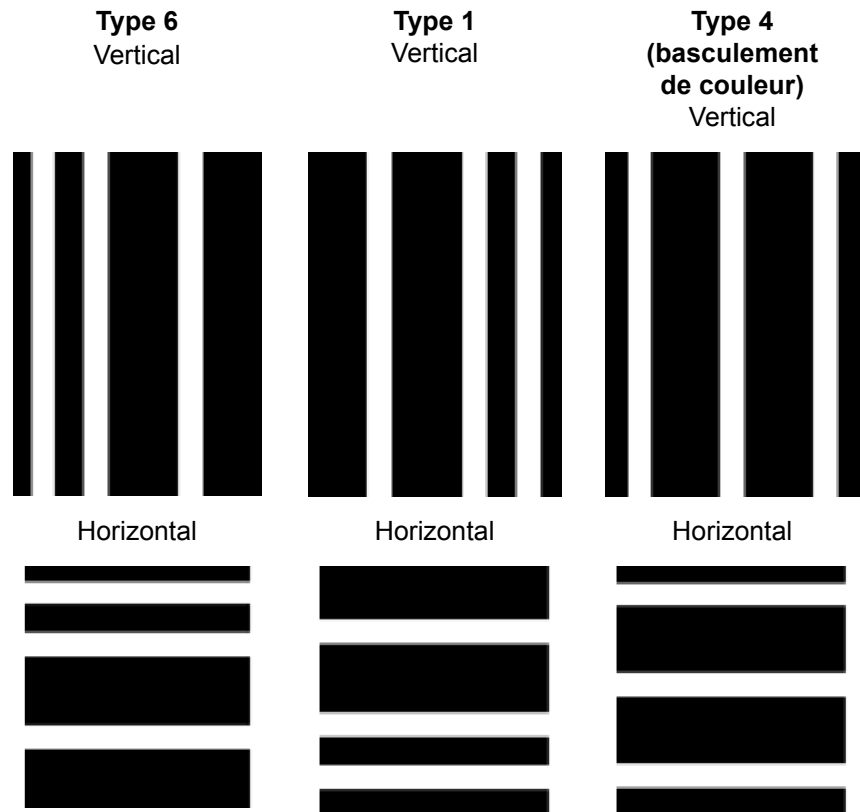 Type 6
Vertical
Type 1
Vertical
Type 4
(basculement
de couleur)
Vertical
Horizontal
Horizontal
Horizontal